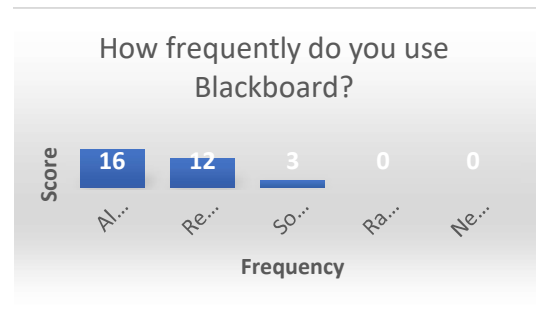 How frequently do you use
Blackboard?
Score
16 12 3 0 0
Al... Re... So... Ra... Ne...
Frequency